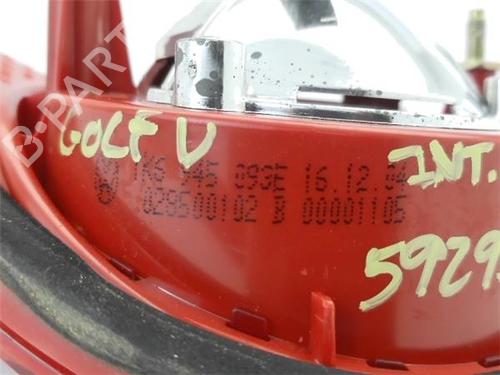 B-PARTS
GOLF V
1K6 945 093E 16.12.04
028500102 B 00001105
INT.
5929